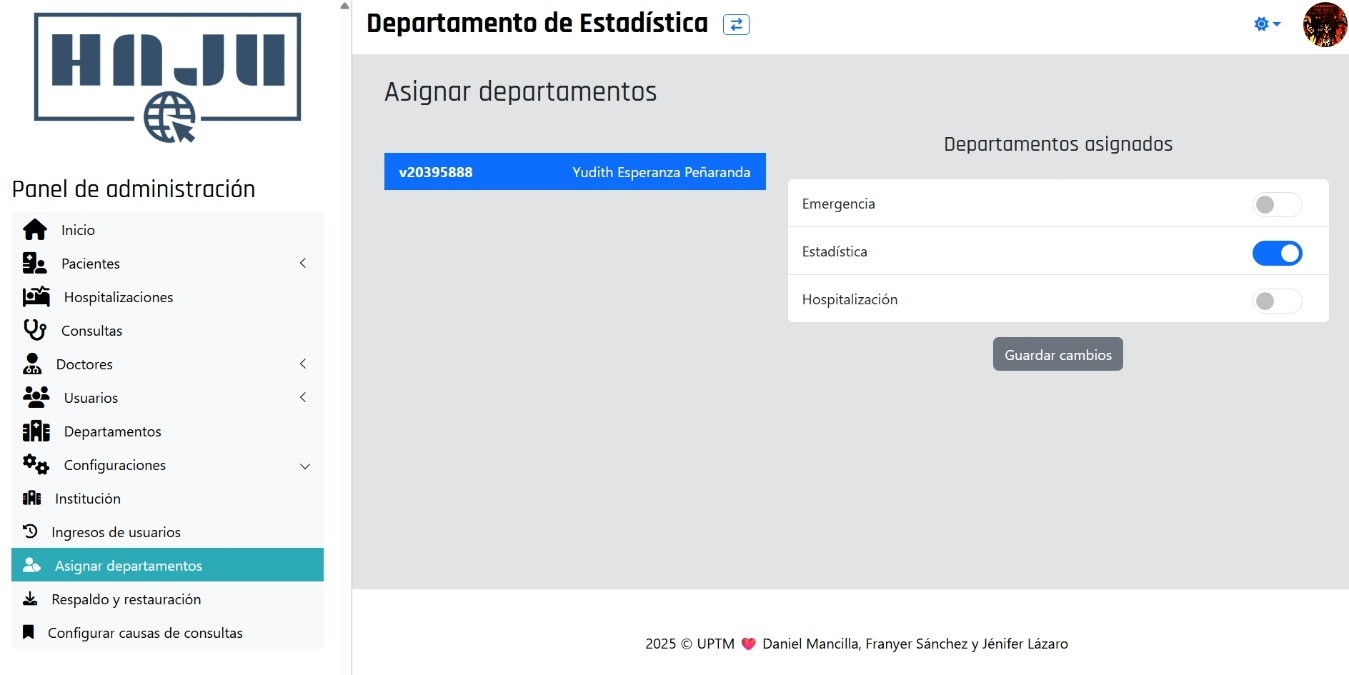 HNJU
Panel de administración
Inicio
Pacientes
Hospitalizaciones
Consultas
Doctores
Usuarios
Departamentos
Configuraciones
Institución
Ingresos de usuarios
Asignar departamentos
Respaldo y restauración
Configurar causas de consultas
Departamento de Estadística
Asignar departamentos
v20395888 Yudith Esperanza Peñaranda
Departamentos asignados
Emergencia
Estadística
Hospitalización
Guardar cambios
2025 © UPTM ❤ Daniel Mancilla, Franyer Sánchez y Jénifer Lázaro